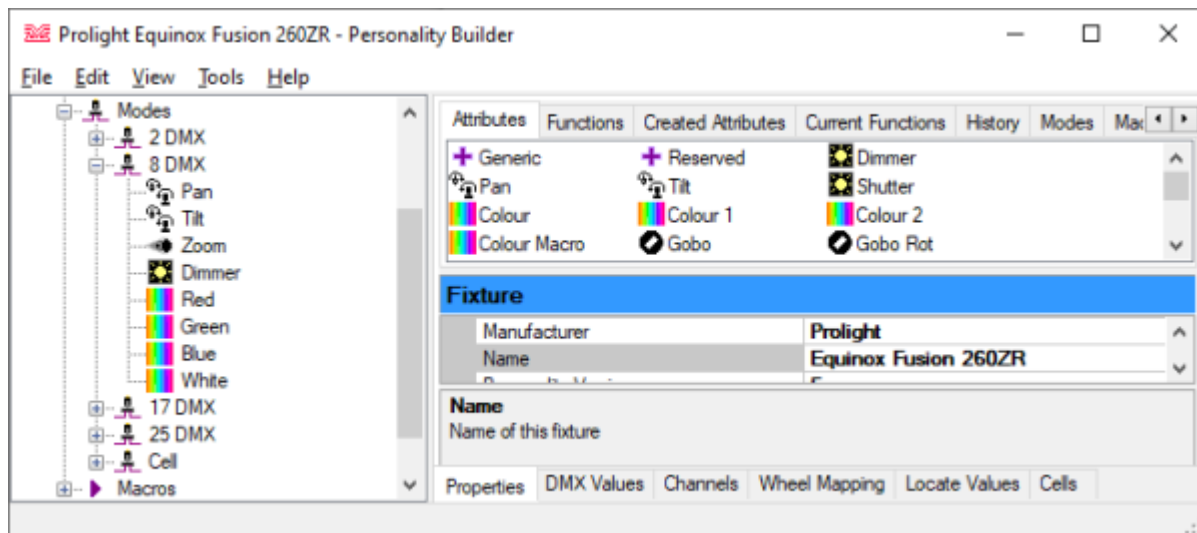 Prolight Equinox Fusion 260ZR - Personality Builder
File Edit View Tools Help
Modes
2 DMX
8 DMX
Pan
Tilt
Zoom
Dimmer
Red
Green
Blue
White
17 DMX
25 DMX
Cell
Macros
Attributes Functions Created Attributes Current Functions History Modes
Generic Reserved Dimmer
Pan Tilt Shutter
Colour Colour 1 Colour 2
Colour Macro Gobo Gobo Rot
Fixture
Manufacturer Prolight
Name Equinox Fusion 260ZR
Name
Name of this fixture
Properties DMX Values Channels Wheel Mapping Locate Values Cells